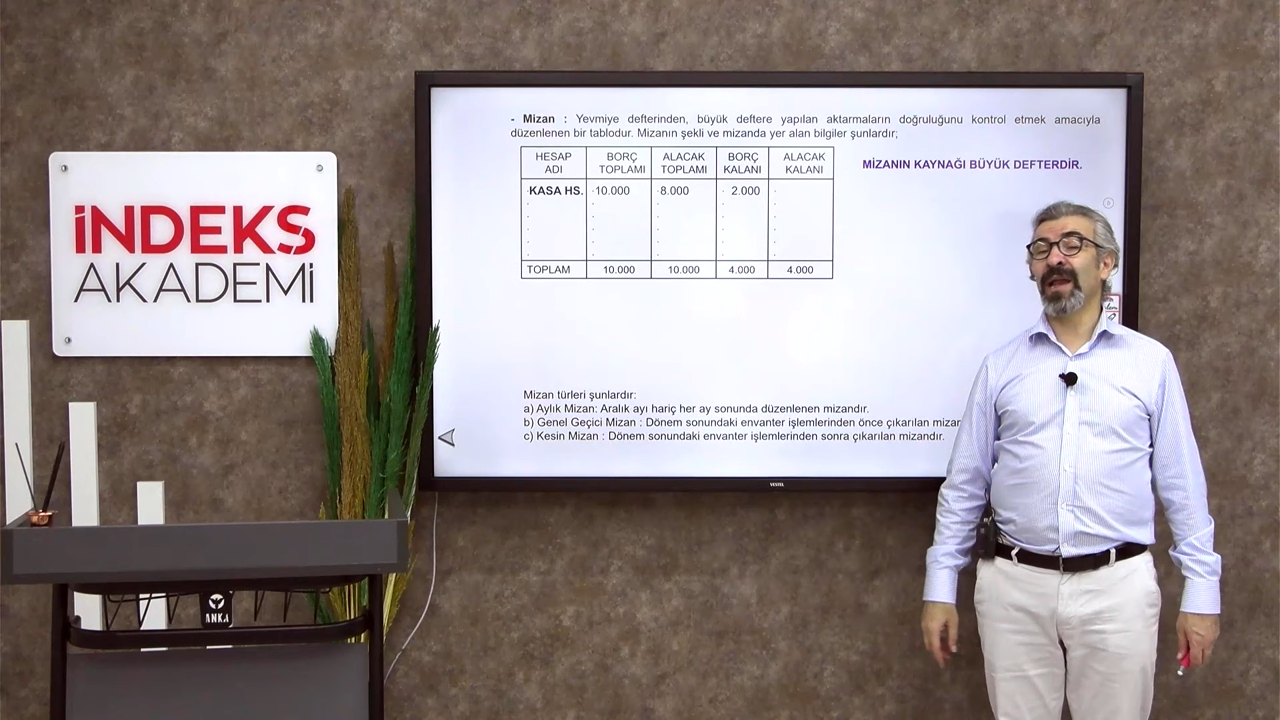 İNDEKS
AKADEMİ
- Mizan : Yevmiye defterinden, büyük deftere yapılan aktarmaların doğruluğunu kontrol etmek amacıyla
düzenlenen bir tablodur. Mizanın şekli ve mizanda yer alan bilgiler şunlardır;
HESAP ADI BORÇ TOPLAMI ALACAK TOPLAMI BORÇ KALANI ALACAK KALANI
KASA HS. 10.000 8.000 2.000
TOPLAM 10.000 10.000 4.000 4.000
MİZANIN KAYNAĞI BÜYÜK DEFTERDİR.
Mizan türleri şunlardır:
a) Aylık Mizan: Aralık ayı hariç her ay sonunda düzenlenen mizandır.
b) Genel Geçici Mizan : Dönem sonundaki envanter işlemlerinden önce çıkarılan mizan
c) Kesin Mizan : Dönem sonundaki envanter işlemlerinden sonra çıkarılan mizandır.
VESTEL
ANKA